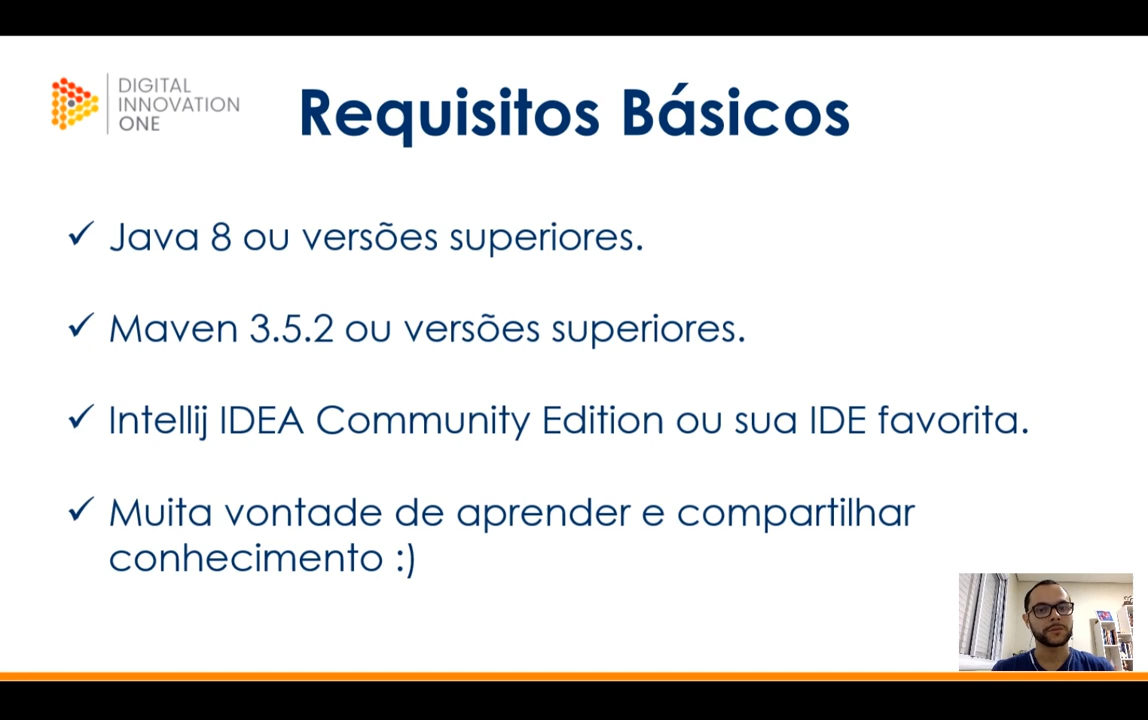 DIGITAL
INNOVATION
ONE
Requisitos Básicos
✓ Java 8 ou versões superiores.
✓ Maven 3.5.2 ou versões superiores.
✓ Intellij IDEA Community Edition ou sua IDE favorita.
✓ Muita vontade de aprender e compartilhar
conhecimento :)